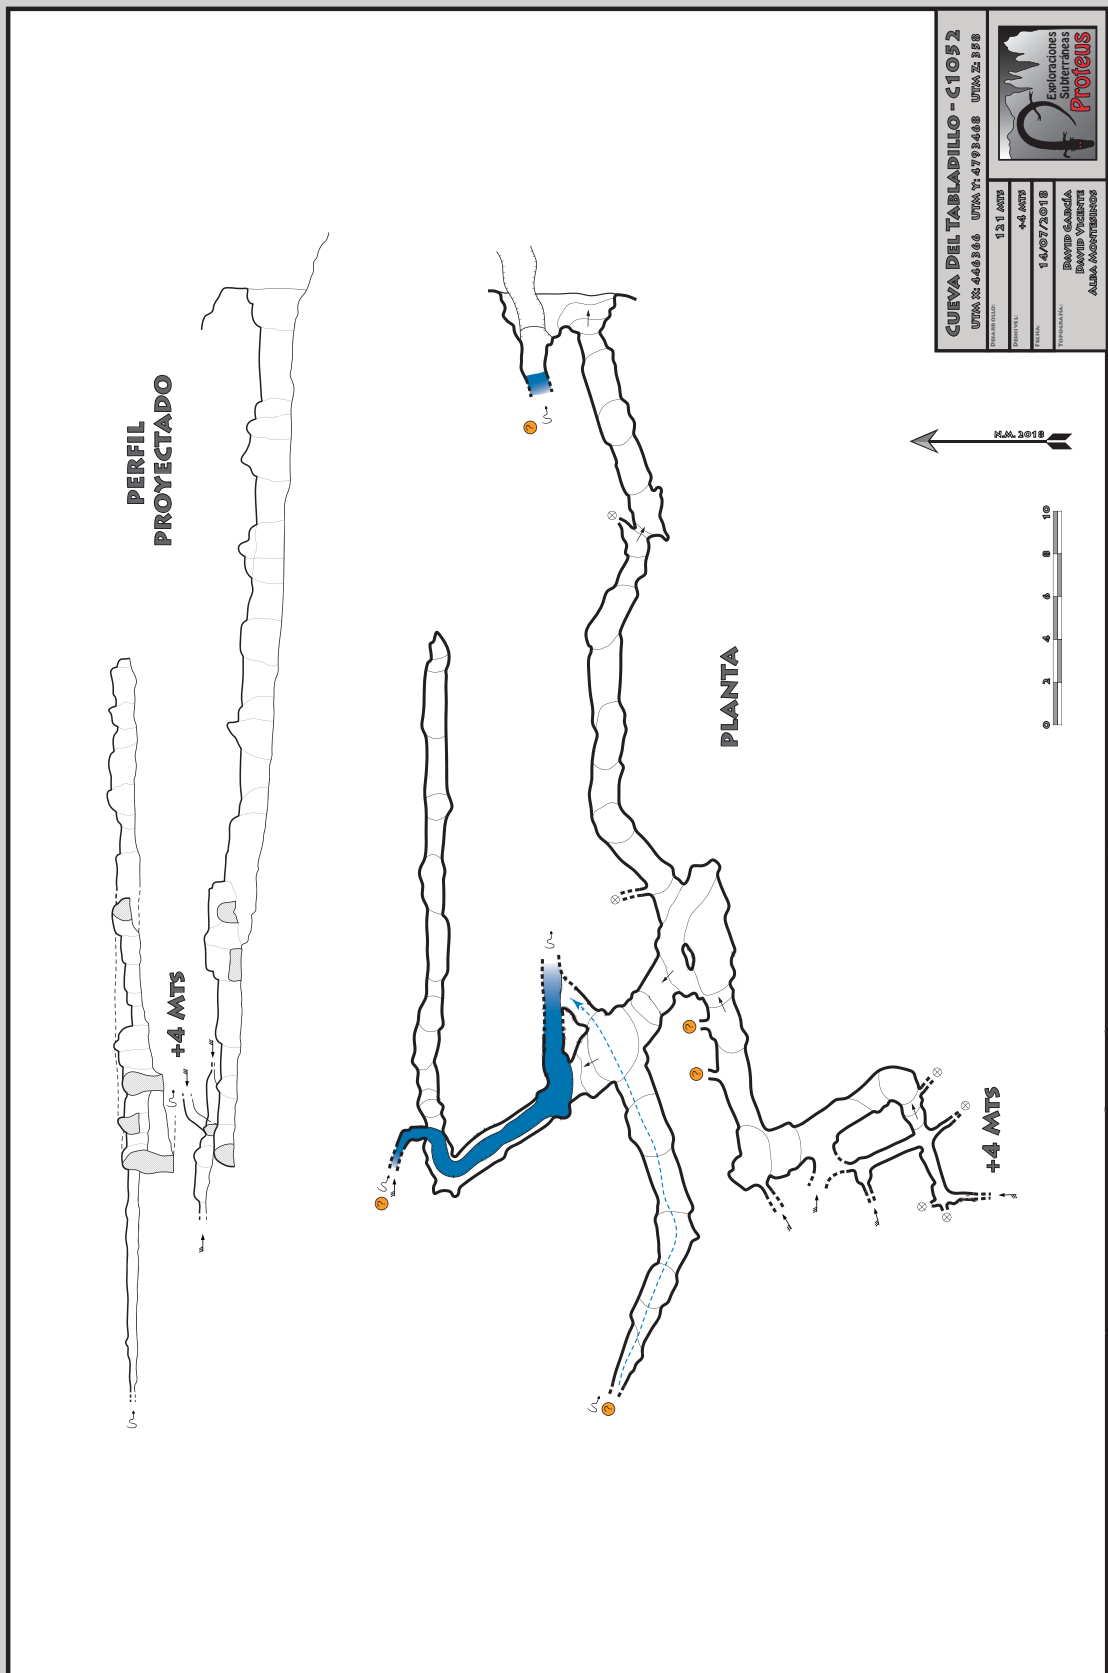 CUEVA DEL TABLADILLO - C1052
UTM X: 446366 UTM Y: 4793468 UTM Z: 358
DESARROLLO:
121 MTS
DESNIVEL:
+4 MTS
FECHA:
14/07/2018
TOPOGRAFIA:
DAVID GARCÍA
DAVID VICENTE
ALBA MONTESINOS
Exploraciones
Subterráneas
Proteus
PERFIL
PROYECTADO
+4 MTS
PLANTA
+4 MTS
N.M. 2018
0 2 4 6 8 10
?
?
?
?
?